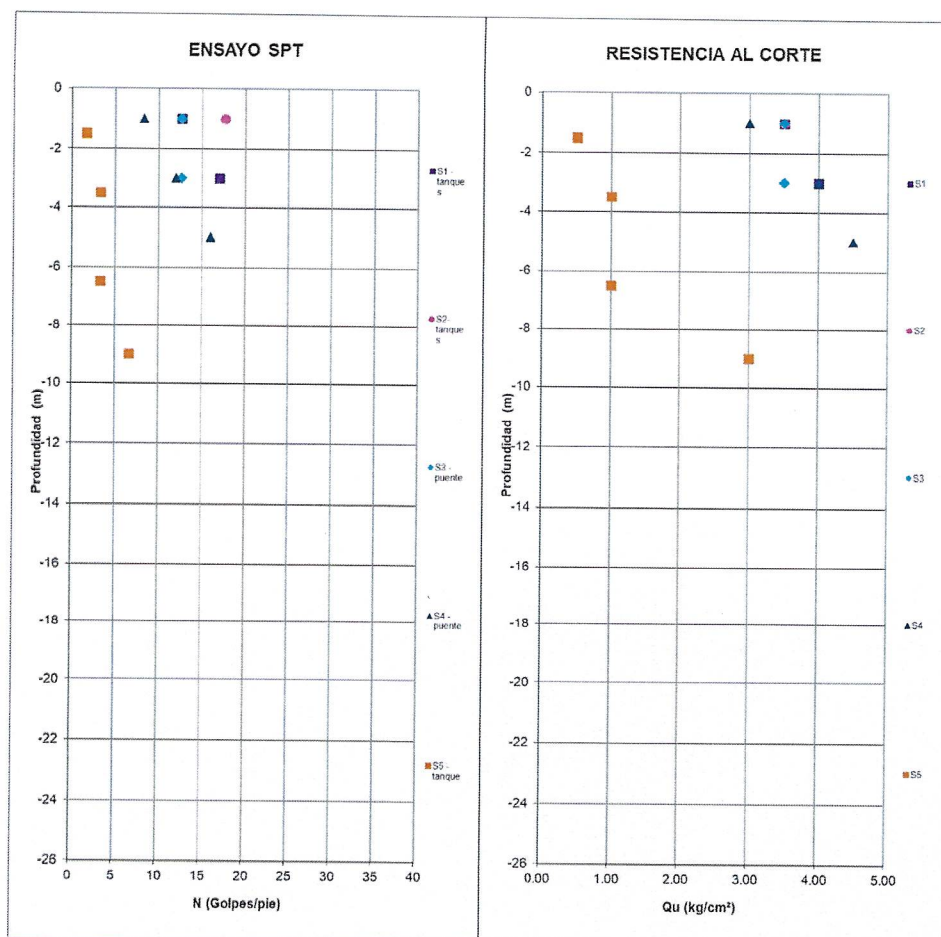 ENSAYO SPT
0
-2
-4
-6
-8
-10
-12
-14
-16
-18
-20
-22
-24
-26
Profundidad (m)
0
5
10
15
20
25
30
35
40
N (Golpes/pie)
S1 -
tanque
s
S2-
tanque
s
S3 -
puente
S4 -
puente
S5 -
tanque
RESISTENCIA AL CORTE
0
-2
-4
-6
-8
-10
-12
-14
-16
-18
-20
-22
-24
-26
Profundidad (m)
0.00
1.00
2.00
3.00
4.00
5.00
Qu (kg/cm²)
S1
S2
S3
S4
S5